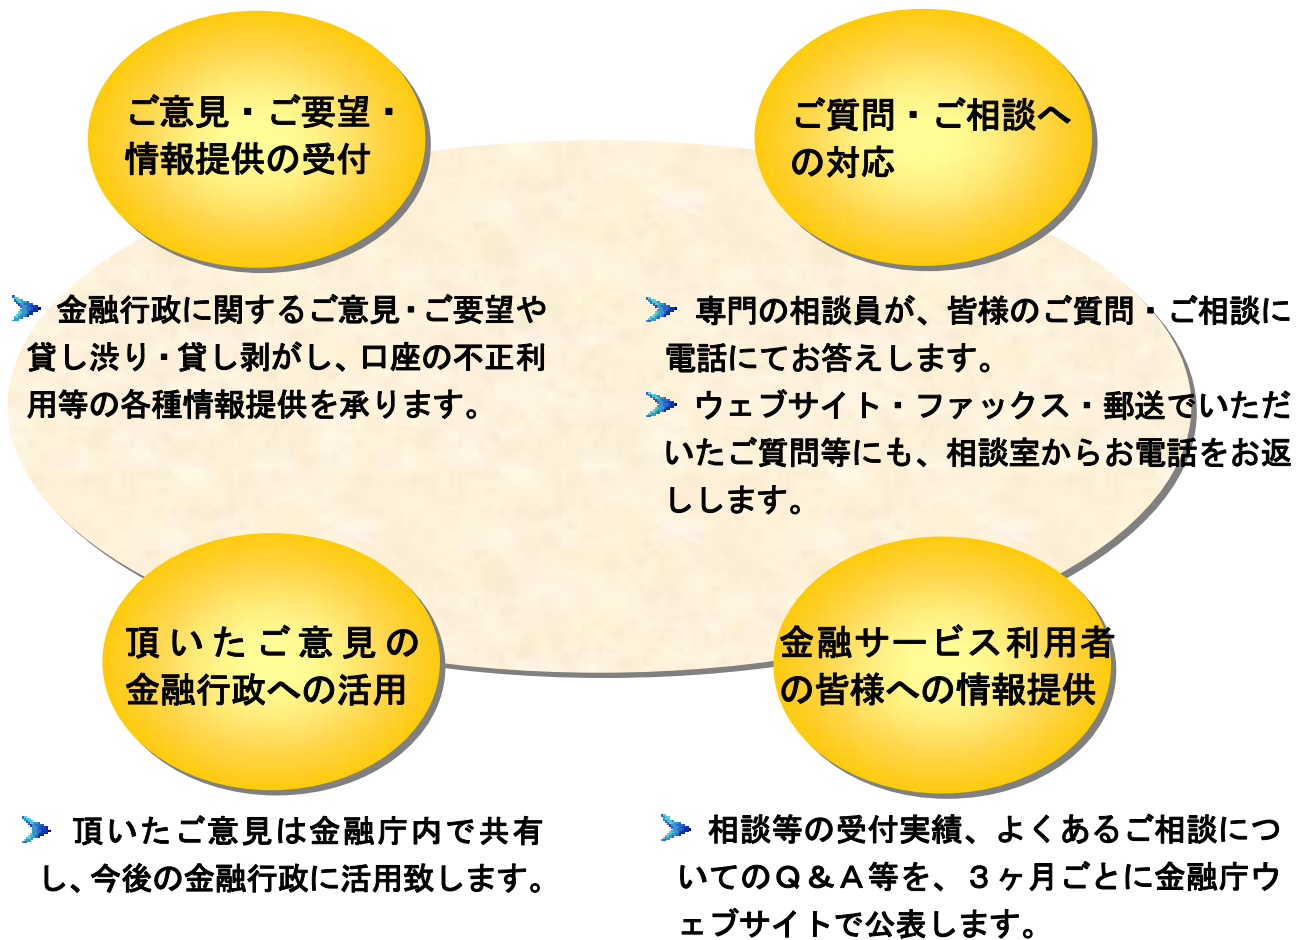 ご意見・ご要望・
情報提供の受付
金融行政に関するご意見・ご要望や
貸し渋り・貸し剥がし、口座の不正利
用等の各種情報提供を承ります。
ご質問・ご相談へ
の対応
専門の相談員が、皆様のご質問・ご相談に
電話にてお答えします。
ウェブサイト・ファックス・郵送でいただ
いたご質問等にも、相談室からお電話をお返
しします。
頂いたご意見の
金融行政への活用
頂いたご意見は金融庁内で共有
し、今後の金融行政に活用致します。
金融サービス利用者
の皆様への情報提供
相談等の受付実績、よくあるご相談につ
いてのＱ＆Ａ等を、３ヶ月ごとに金融庁ウ
ェブサイトで公表します。